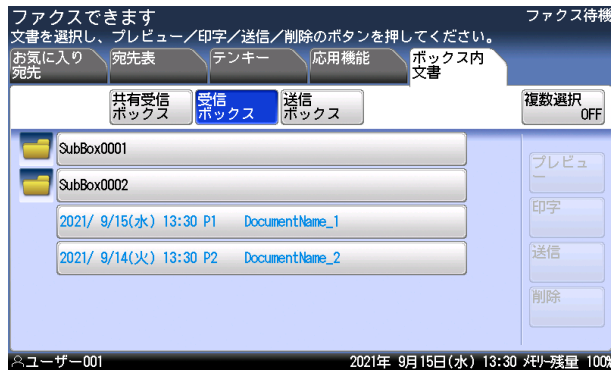 ファクスできます
ファクス待機
文書を選択し、プレビュー／印字／送信／削除のボタンを押してください。
お気に入り
宛先
宛先表
テンキー
応用機能
ボックス内
文書
共有受信
ボックス
受信
ボックス
送信
ボックス
複数選択
OFF
SubBox0001
SubBox0002
2021/ 9/15(水) 13:30 P1 DocumentName_1
2021/ 9/14(火) 13:30 P2 DocumentName_2
プレビュ
ー
印字
送信
削除
ユーザー001
2021年 9月15日(水) 13:30 ﾒﾓﾘｰ残量 100%